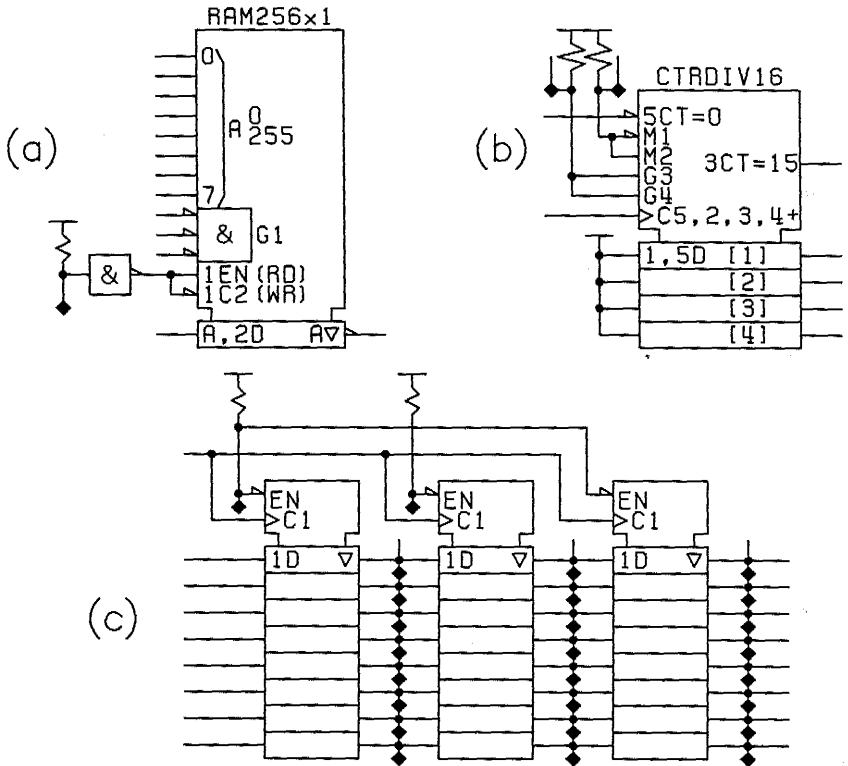 RAM256x1
0
A 0
255
7
& G1
&
1EN(RD)
1C2(WR)
A,2D A▽
(a)
CTRDIV16
5CT=0
M1
M2
3CT=15
G3
G4
C5,2,3,4+
1,5D [1]
[2]
[3]
[4]
(b)
EN
C1
1D ▽
EN
C1
1D ▽
EN
C1
1D ▽
(c)